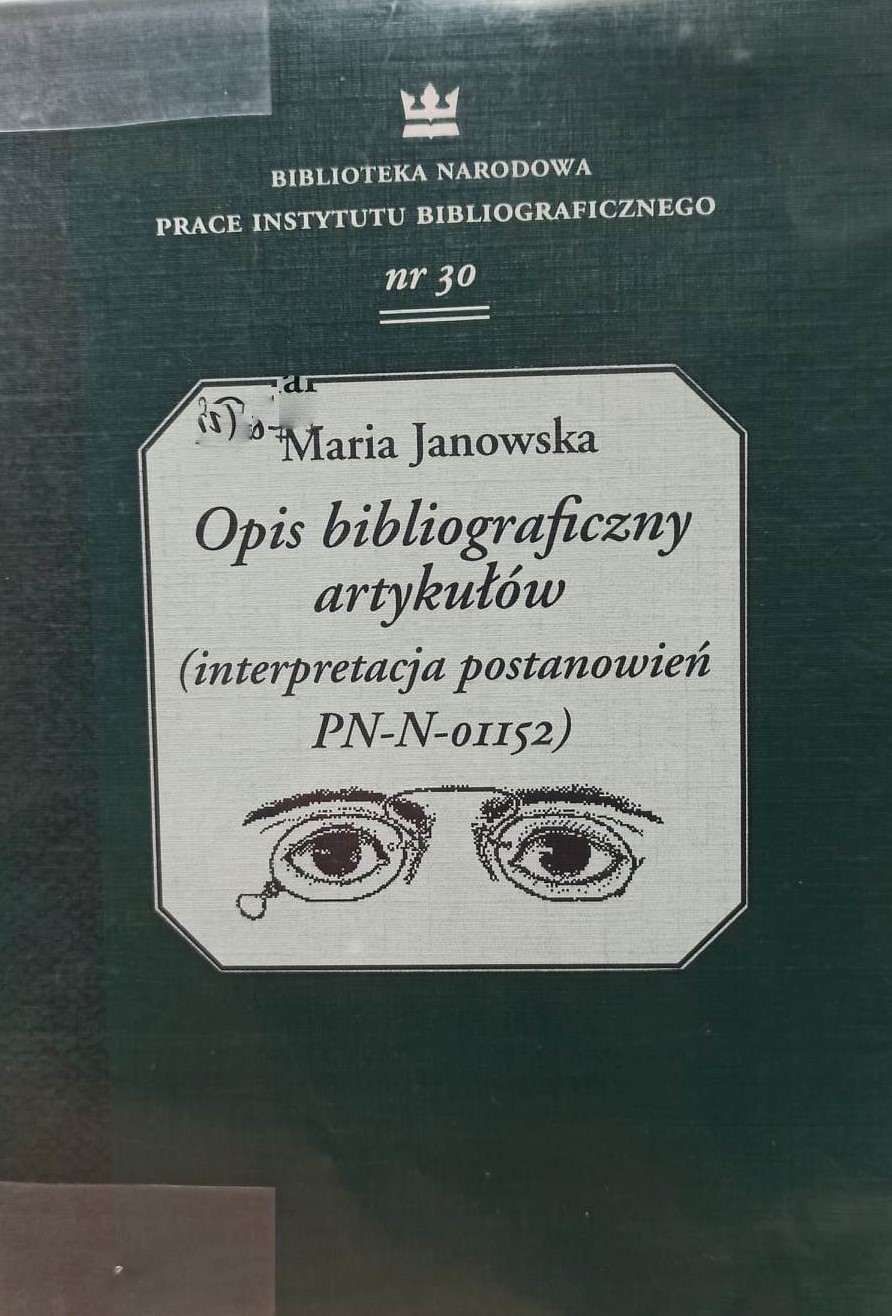 BIBLIOTEKA NARODOWA
PRACE INSTYTUTU BIBLIOGRAFICZNEGO
nr 30
Maria Janowska
Opis bibliograficzny
artykułów
(interpretacja postanowień
PN-N-01152)